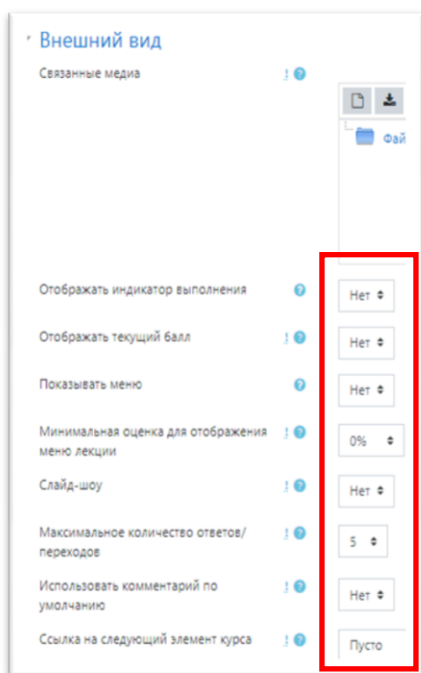 Внешний вид
Связанные медиа
Фай
Отображать индикатор выполнения
Нет
Отображать текущий балл
Нет
Показывать меню
Нет
Минимальная оценка для отображения
меню лекции
0%
Слайд-шоу
Нет
Максимальное количество ответов/
переходов
5
Использовать комментарий по
умолчанию
Нет
Ссылка на следующий элемент курса
Пусто